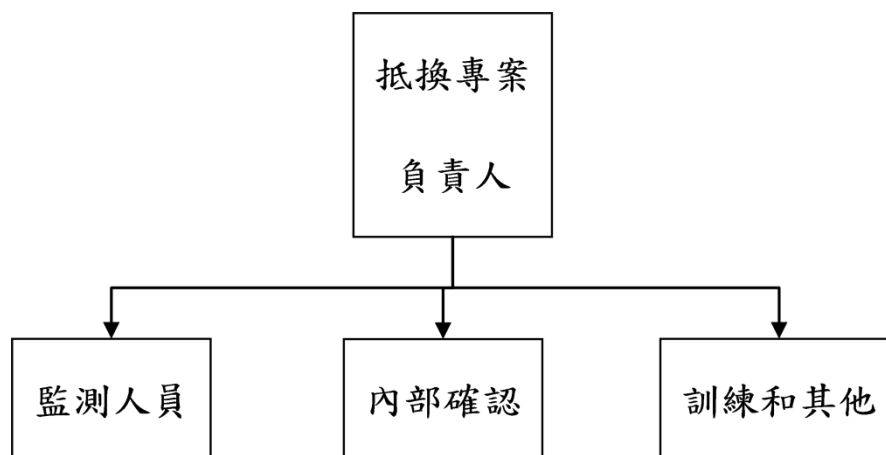 抵換專案
負責人
監測人員
內部確認
訓練和其他